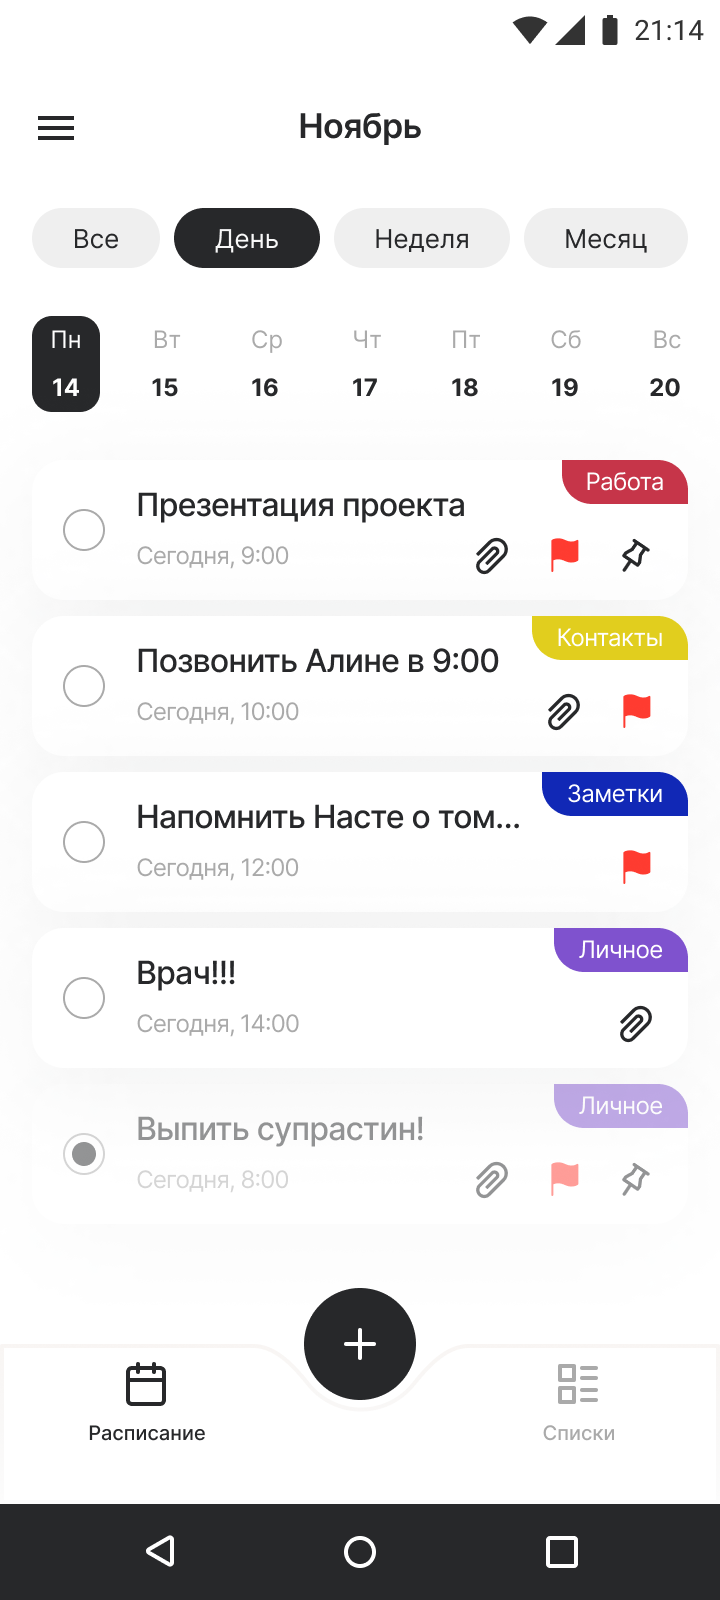 21:14
Ноябрь
Все День Неделя Месяц
Пн Вт Ср Чт Пт Сб Вс
14 15 16 17 18 19 20
Работа
Презентация проекта
Сегодня, 9:00
Контакты
Позвонить Алине в 9:00
Сегодня, 10:00
Заметки
Напомнить Насте о том...
Сегодня, 12:00
Личное
Врач!!!
Сегодня, 14:00
Личное
Выпить супрастин!
Сегодня, 8:00
Расписание Списки